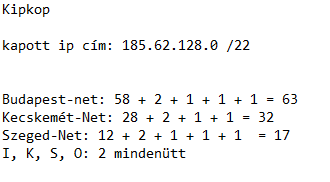 Kipkop
kapott ip cím: 185.62.128.0 /22
Budapest-net: 58 + 2 + 1 + 1 + 1 = 63
Kecskemét-Net: 28 + 2 + 1 + 1 = 32
Szeged-Net: 12 + 2 + 1 + 1 + 1  = 17
I, K, S, O: 2 mindenütt